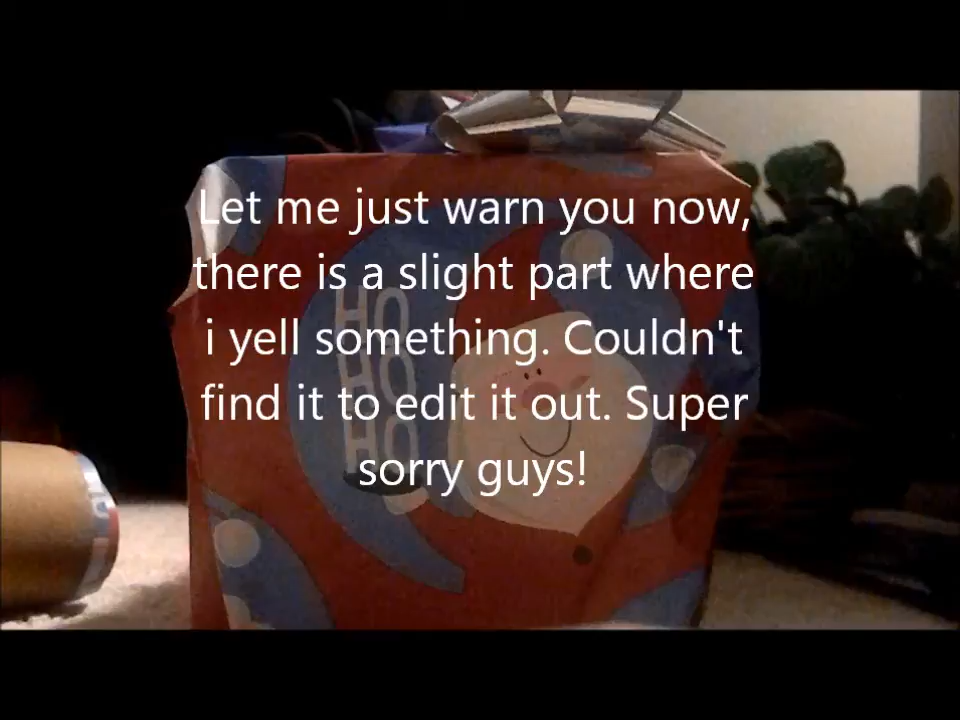 Let me just warn you now,
there is a slight part where
i yell something. Couldn't
find it to edit it out. Super
sorry guys!
HO
HO
HO